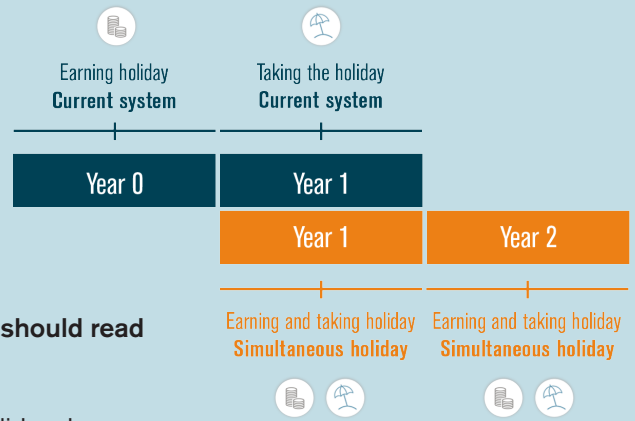 Earning holiday
Current system
Taking the holiday
Current system
Year 0
Year 1
Year 1
Year 2
should read
Earning and taking holiday
Simultaneous holiday
Earning and taking holiday
Simultaneous holiday